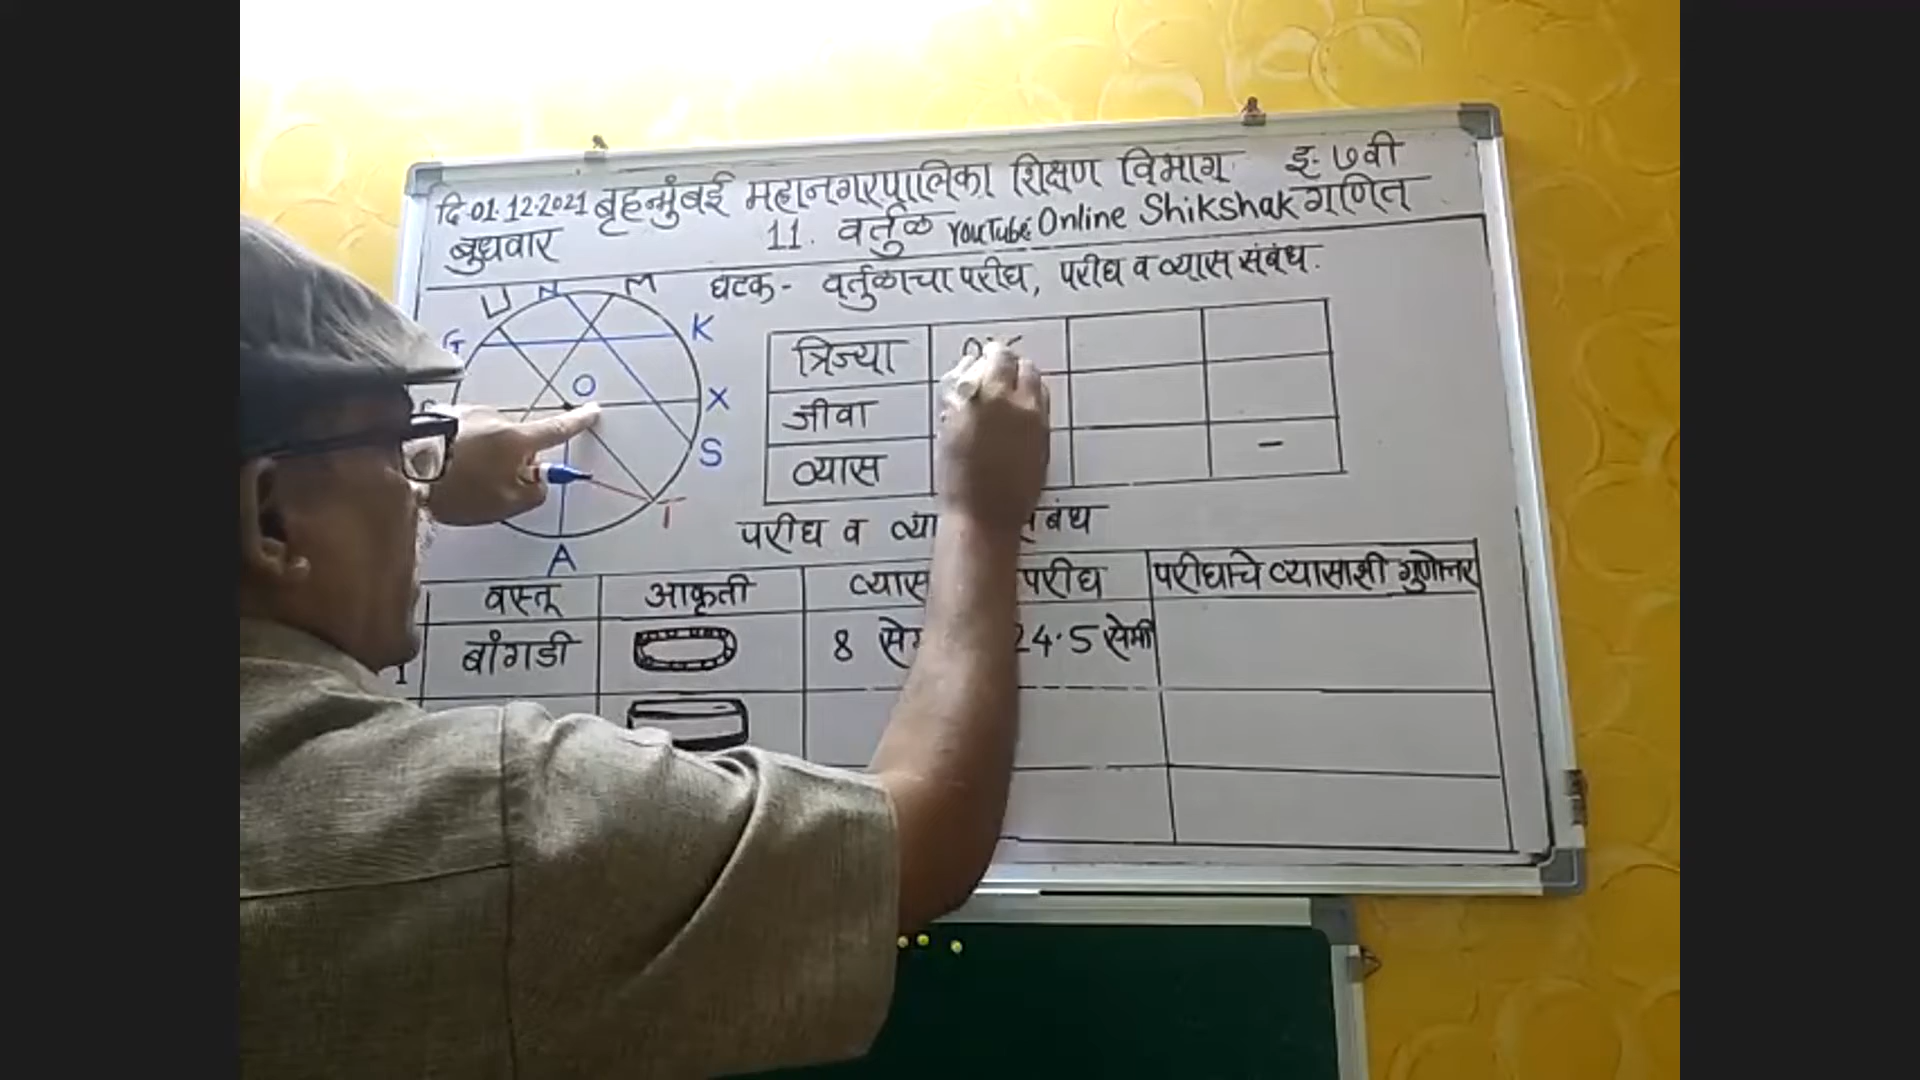 दि·01·12·2021 बृहन्मुंबई महानगरपालिका शिक्षण विभाग इ· ७वी
बुधवार 11. वर्तुळ YouTube Online Shikshak गणित
घटक - वर्तुळाचा परीघ, परीघ व व्यास संबंध.
U N M
G K
O
X
S
T
A
त्रिज्या
जीवा
व्यास –
परीघ व
वस्तू आकृती व्यास परीघ परीघाचे व्यासाशी गुणोत्तर
1 बांगडी 8 24·5 सेमी